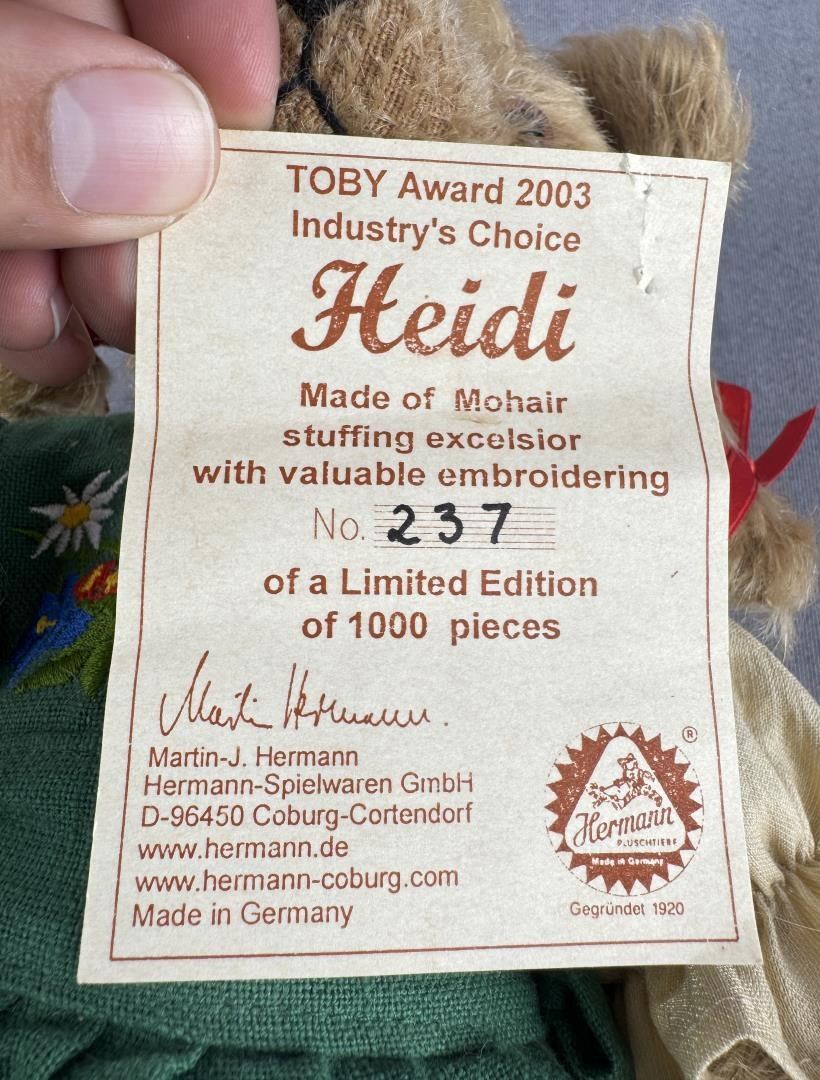 TOBY Award 2003
Industry's Choice
Heidi
Made of Mohair
stuffing excelsior
with valuable embroidering
No. 237
of a Limited Edition
of 1000 pieces
Martin Hermann.
Martin-J. Hermann
Hermann-Spielwaren GmbH
D-96450 Coburg-Cortendorf
www.hermann.de
www.hermann-coburg.com
Made in Germany
®
Hermann
PLÜSCHTIERE
Made in Germany
Gegründet 1920